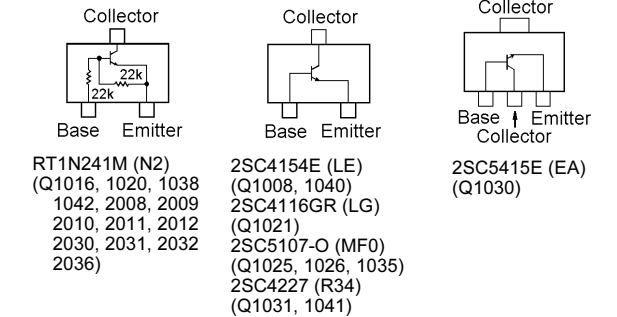 Collector
22k
22k
Base Emitter
RT1N241M (N2)
(Q1016, 1020, 1038
1042, 2008, 2009
2010, 2011, 2012
2030, 2031, 2032
2036)
Collector
Base Emitter
2SC4154E (LE)
(Q1008, 1040)
2SC4116GR (LG)
(Q1021)
2SC5107-O (MF0)
(Q1025, 1026, 1035)
2SC4227 (R34)
(Q1031, 1041)
Collector
Base Emitter
Collector
2SC5415E (EA)
(Q1030)